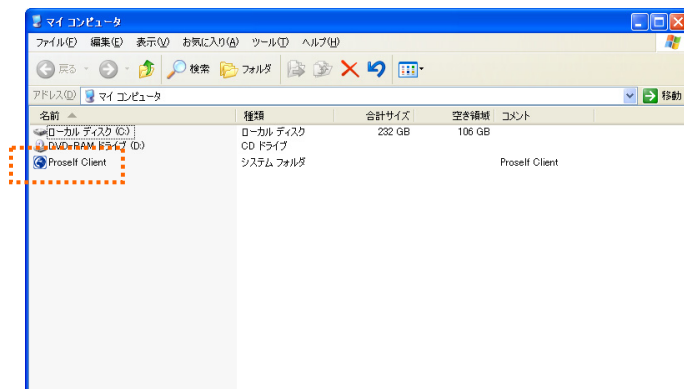 マイ コンピュータ
ファイル(F) 編集(E) 表示(V) お気に入り(A) ツール(T) ヘルプ(H)
戻る 検索 フォルダ
アドレス(D) マイ コンピュータ 移動
名前 種類 合計サイズ 空き領域 コメント
ローカル ディスク (C:) ローカル ディスク 232 GB 106 GB
DVD-RAM ドライブ (D:) CD ドライブ
Proself Client システム フォルダ Proself Client